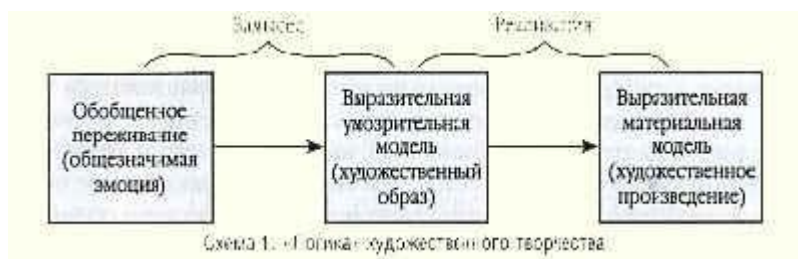 Замысел
Реализация
Обобщенное
переживание
(общезначимая
эмоция)
Выразительная
умозрительная
модель
(художественный
образ)
Выразительная
материальная
модель
(художественное
произведение)
Схема 1. «Логика» художественного творчества